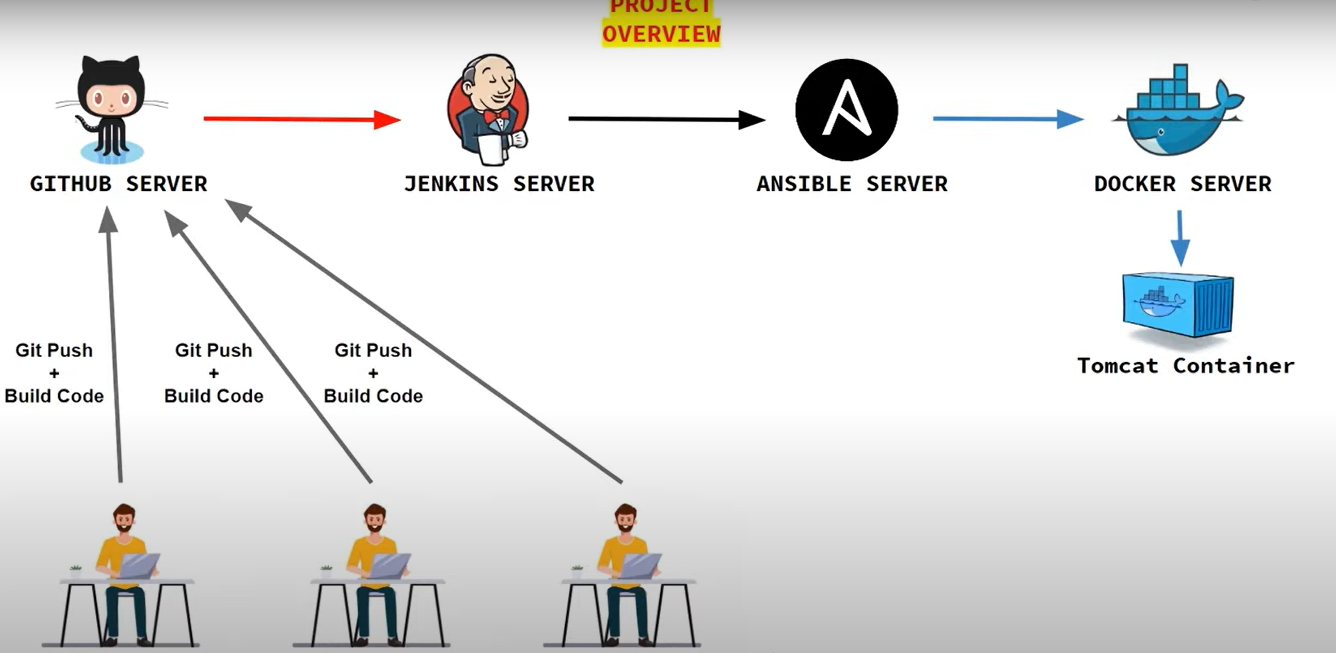 PROJECT
OVERVIEW
GITHUB SERVER
JENKINS SERVER
ANSIBLE SERVER
DOCKER SERVER
Git Push
+
Build Code
Git Push
+
Build Code
Git Push
+
Build Code
Tomcat Container